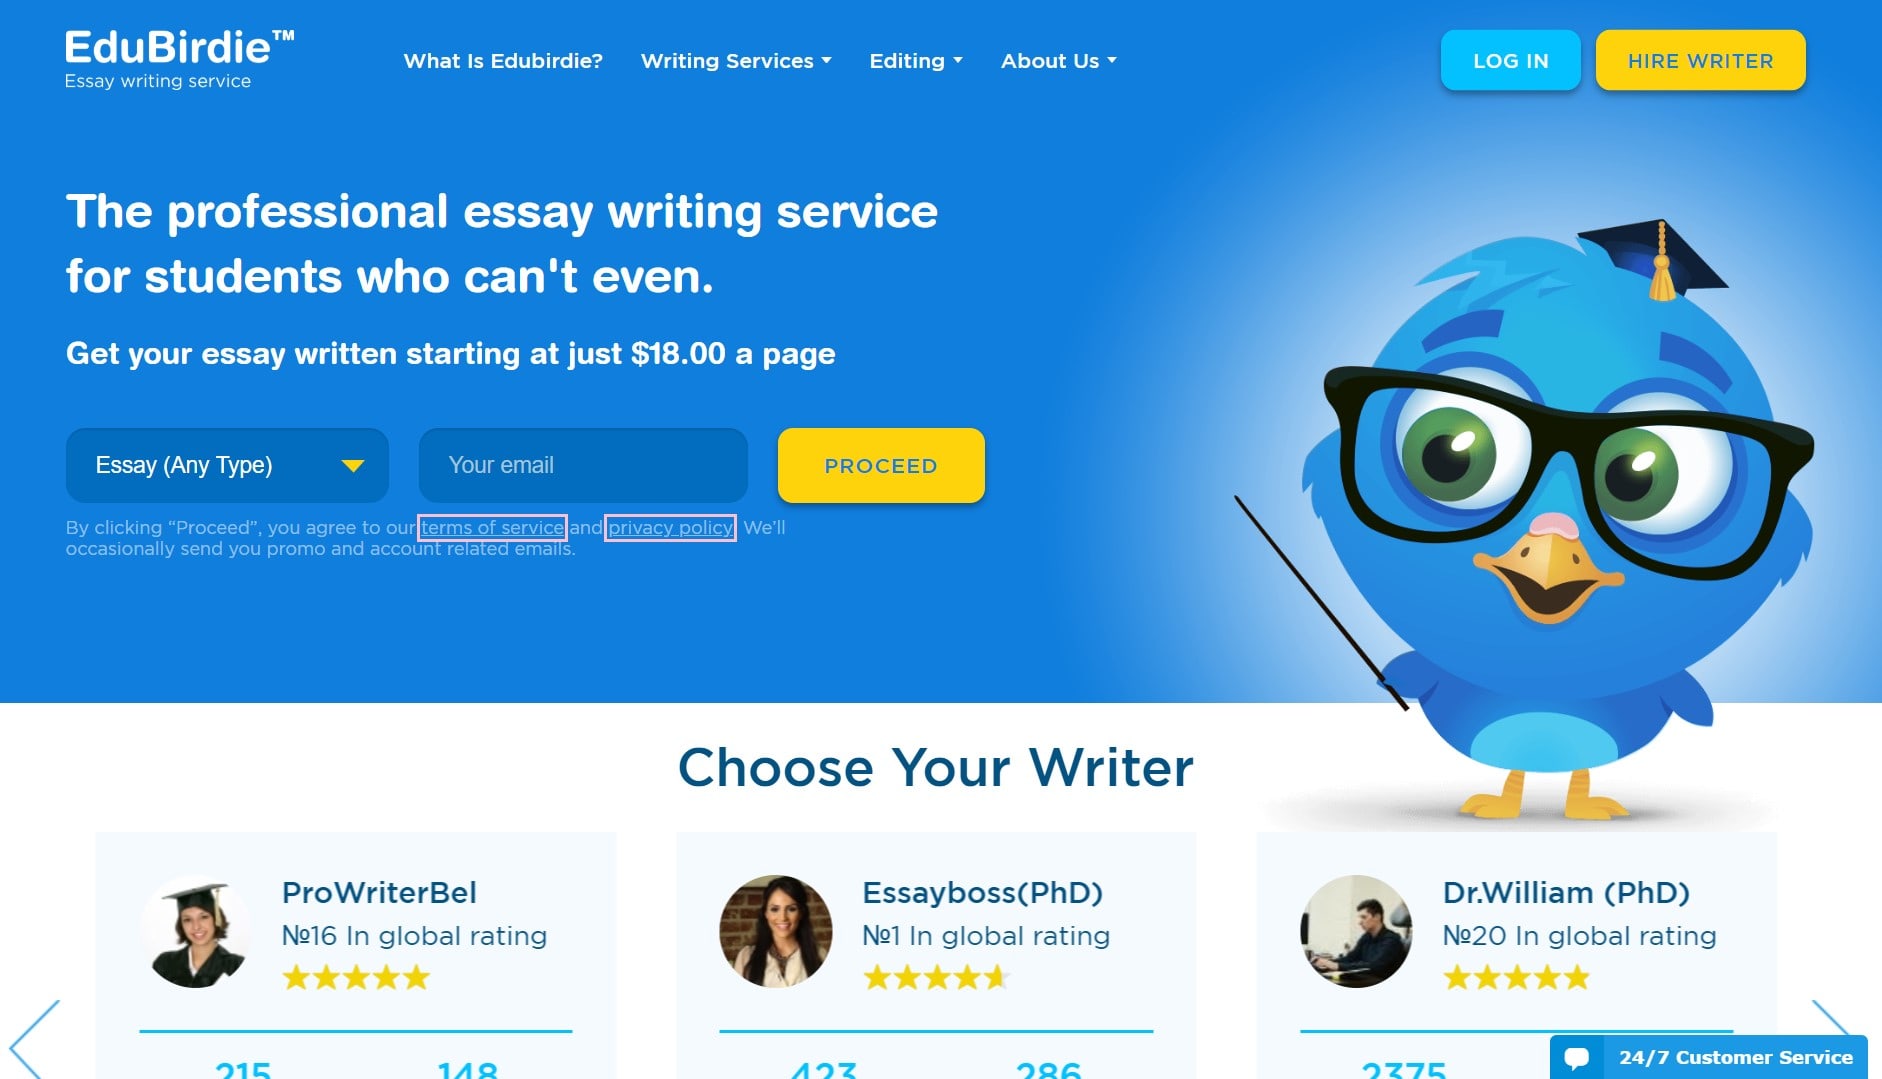 EduBirdie™
Essay writing service
What Is Edubirdie?
Writing Services
Editing
About Us
LOG IN
HIRE WRITER
The professional essay writing service
for students who can't even.
Get your essay written starting at just $18.00 a page
Essay (Any Type)
Your email
PROCEED
By clicking “Proceed”, you agree to our terms of service and privacy policy. We’ll
occasionally send you promo and account related emails.
Choose Your Writer
ProWriterBel
№16 In global rating
215
148
Essayboss(PhD)
№1 In global rating
423
286
Dr.William (PhD)
№20 In global rating
2375
24/7 Customer Service